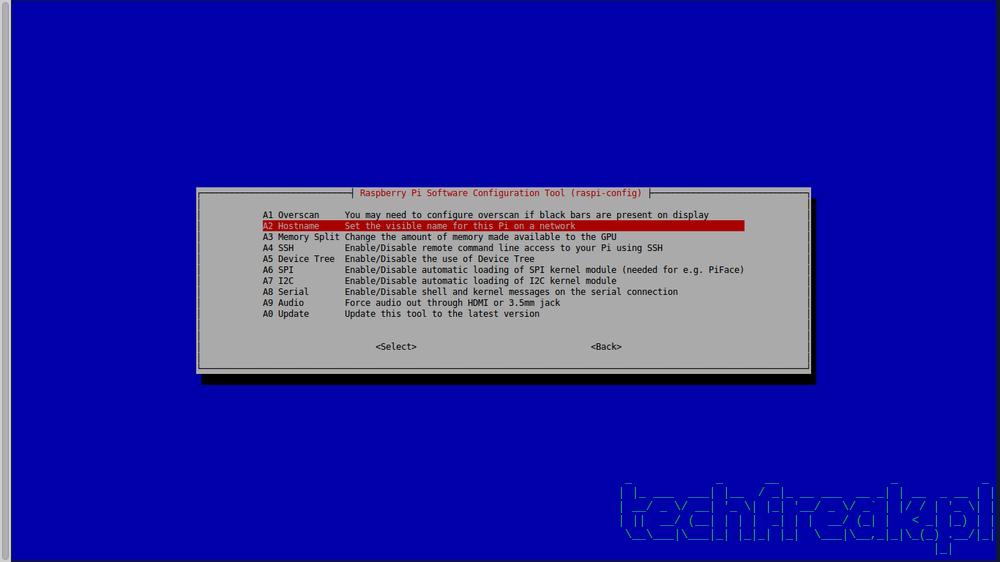 Raspberry Pi Software Configuration Tool (raspi-config)
A1 Overscan You may need to configure overscan if black bars are present on display
A2 Hostname Set the visible name for this Pi on a network
A3 Memory Split Change the amount of memory made available to the GPU
A4 SSH Enable/Disable remote command line access to your Pi using SSH
A5 Device Tree Enable/Disable the use of Device Tree
A6 SPI Enable/Disable automatic loading of SPI kernel module (needed for e.g. PiFace)
A7 I2C Enable/Disable automatic loading of I2C kernel module
A8 Serial Enable/Disable shell and kernel messages on the serial connection
A9 Audio Force audio out through HDMI or 3.5mm jack
A0 Update Update this tool to the latest version
<Select> <Back>
techfreak.pl